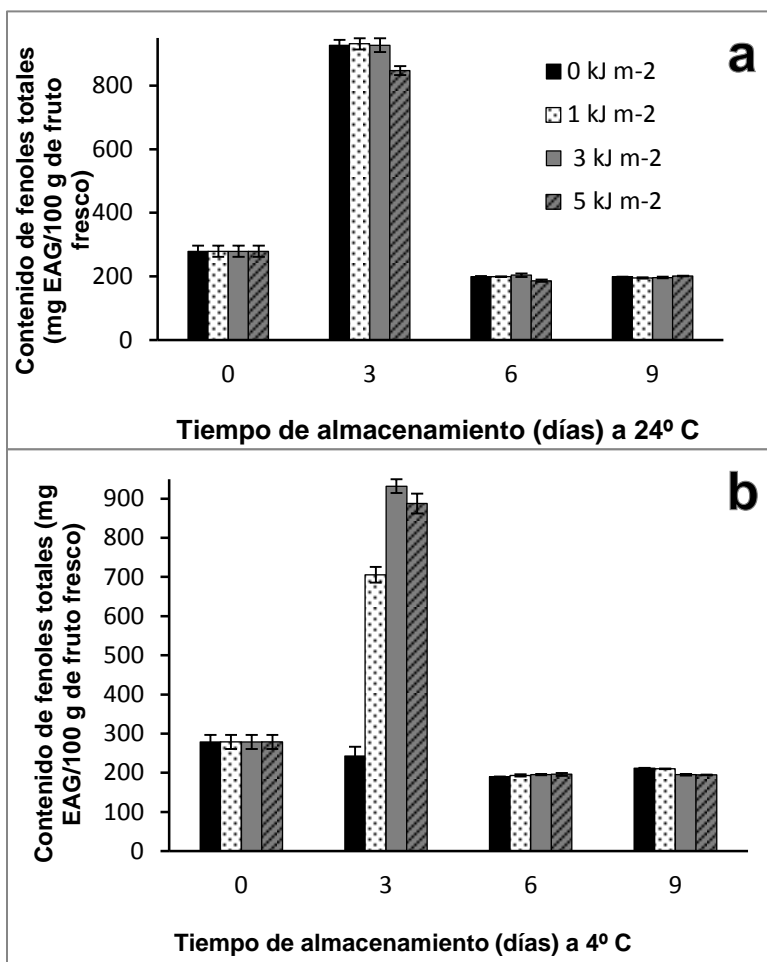 a
Contenido de fenoles totales
(mg EAG/100 g de fruto
fresco)
800
600
400
200
0
0 kJ m-2
1 kJ m-2
3 kJ m-2
5 kJ m-2
0 3 6 9
Tiempo de almacenamiento (días) a 24º C
b
Contenido de fenoles totales (mg
EAG/100 g de fruto fresco)
900
800
700
600
500
400
300
200
100
0
0 3 6 9
Tiempo de almacenamiento (días) a 4º C